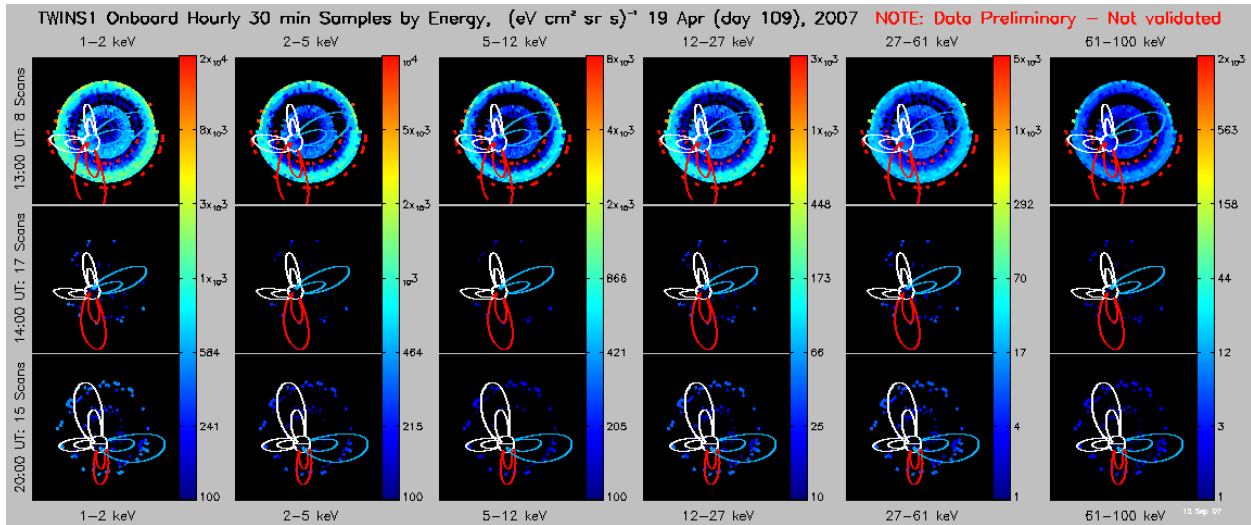 TWINS1 Onboard Hourly 30 min Samples by Energy, (eV cm² sr s)⁻¹ 19 Apr (day 109), 2007 NOTE: Data Preliminary – Not validated
1–2 keV 2–5 keV 5–12 keV 12–27 keV 27–61 keV 61–100 keV
13:00 UT: 8 Scans
14:00 UT: 17 Scans
20:00 UT: 15 Scans
2x10⁴ 10⁴ 8x10³ 3x10³ 5x10³ 2x10³
8x10³ 5x10³ 4x10³ 1x10³ 1x10³ 563
3x10³ 2x10³ 2x10³ 448 292 158
1x10³ 10³ 866 173 70 44
584 464 421 66 17 12
241 215 205 25 4 3
100 100 100 10 1 1
1–2 keV 2–5 keV 5–12 keV 12–27 keV 27–61 keV 61–100 keV
12 Sep 07